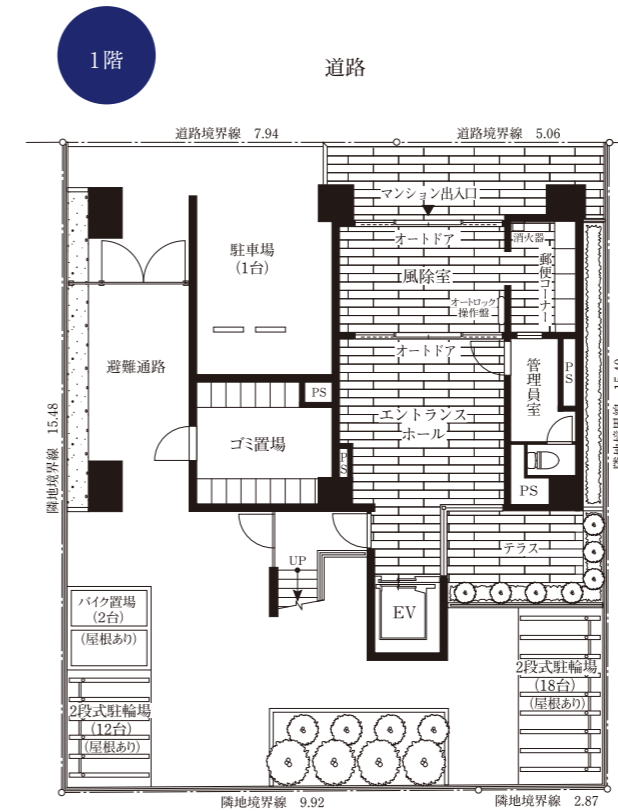 1階
道路
道路境界線 7.94
道路境界線 5.06
マンション出入口
オートドア
消火器
駐車場
(1台)
風除室
郵便コーナー
オートロック
操作盤
オートドア
避難通路
管理員室
PS
PS
エントランス
ホール
ゴミ置場
PS
PS
隣地境界線 15.48
テラス
UP
EV
バイク置場
(2台)
(屋根あり)
2段式駐輪場
(18台)
(屋根あり)
2段式駐輪場
(12台)
(屋根あり)
隣地境界線 9.92
隣地境界線 2.87